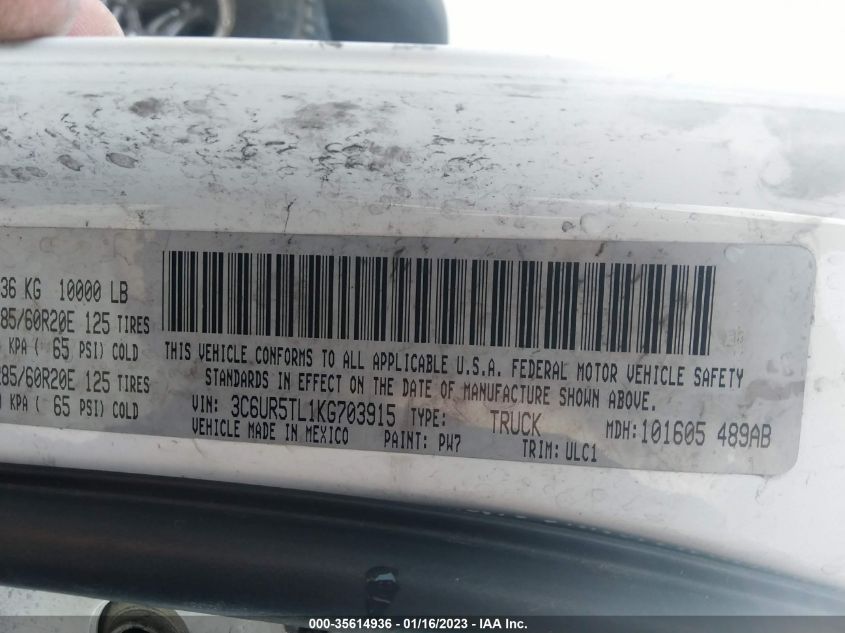 36 KG 10000 LB
85/60R20E 125 TIRES
KPA ( 65 PSI) COLD
285/60R20E 125 TIRES
KPA ( 65 PSI) COLD
THIS VEHICLE CONFORMS TO ALL APPLICABLE U.S.A. FEDERAL MOTOR VEHICLE SAFETY
STANDARDS IN EFFECT ON THE DATE OF MANUFACTURE SHOWN ABOVE.
VIN: 3C6UR5TL1KG703915 TYPE: TRUCK MDH: 101605 489AB
VEHICLE MADE IN MEXICO PAINT: PW7 TRIM: ULC1
000-35614936 - 01/16/2023 - IAA Inc.